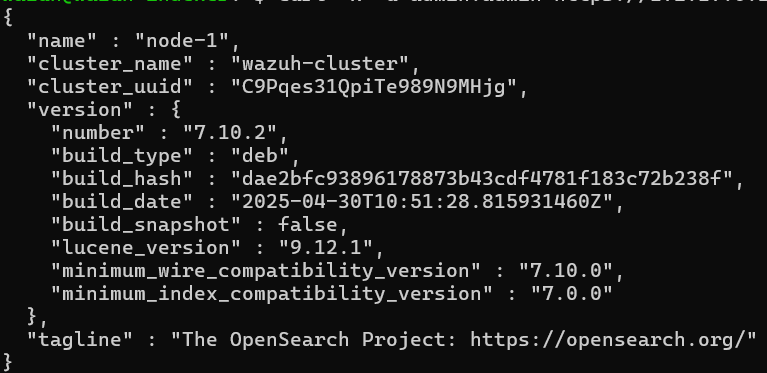 {
  "name" : "node-1",
  "cluster_name" : "wazuh-cluster",
  "cluster_uuid" : "C9Pqes31QpiTe989N9MHjg",
  "version" : {
    "number" : "7.10.2",
    "build_type" : "deb",
    "build_hash" : "dae2bfc93896178873b43cdf4781f183c72b238f",
    "build_date" : "2025-04-30T10:51:28.815931460Z",
    "build_snapshot" : false,
    "lucene_version" : "9.12.1",
    "minimum_wire_compatibility_version" : "7.10.0",
    "minimum_index_compatibility_version" : "7.0.0"
  },
  "tagline" : "The OpenSearch Project: https://opensearch.org/"
}